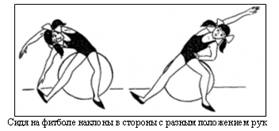 Сидя на фитболе наклоны в стороны с разным положением рук